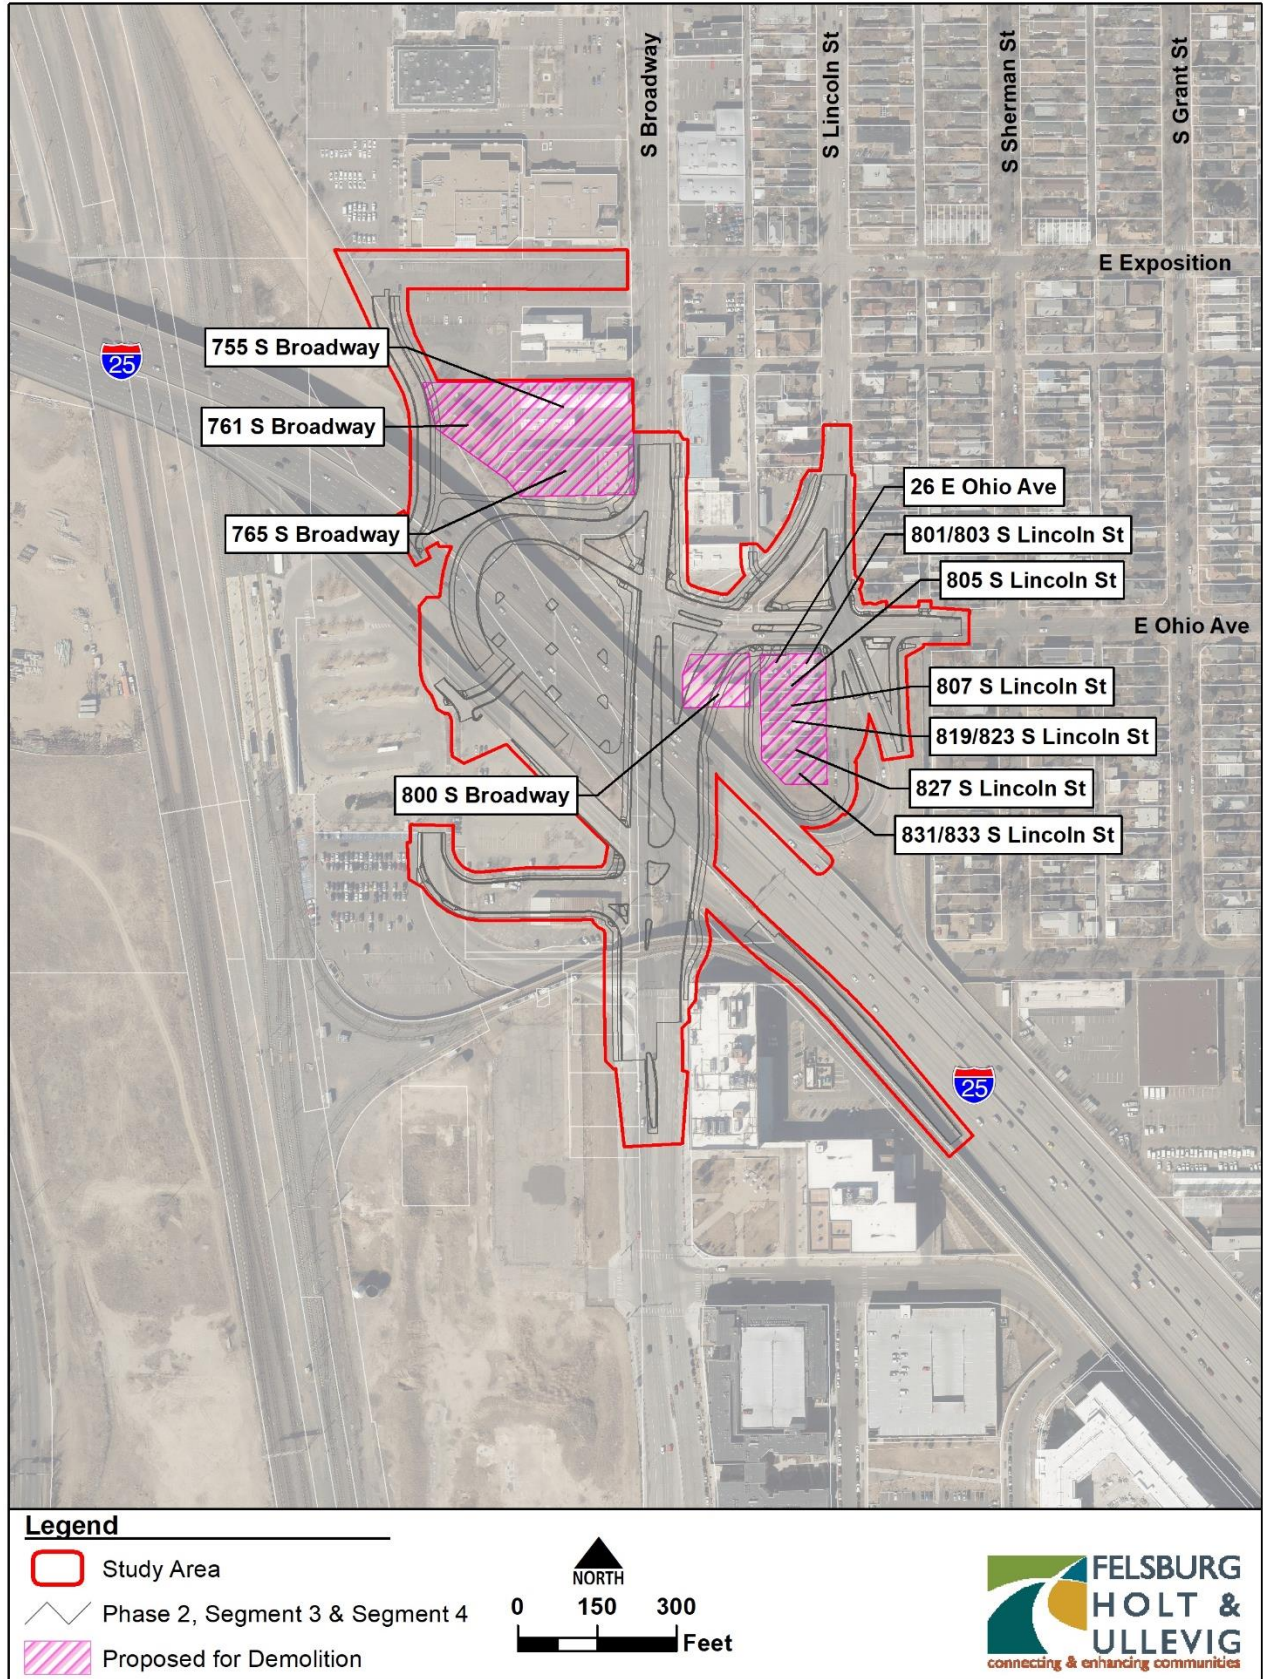 S Broadway
S Lincoln St
S Sherman St
S Grant St
E Exposition
25
755 S Broadway
761 S Broadway
765 S Broadway
26 E Ohio Ave
801/803 S Lincoln St
805 S Lincoln St
E Ohio Ave
807 S Lincoln St
819/823 S Lincoln St
827 S Lincoln St
800 S Broadway
831/833 S Lincoln St
25
Legend
Study Area
Phase 2, Segment 3 & Segment 4
Proposed for Demolition
NORTH
0 150 300
Feet
FELSBURG
HOLT &
ULLEVIG
connecting & enhancing communities